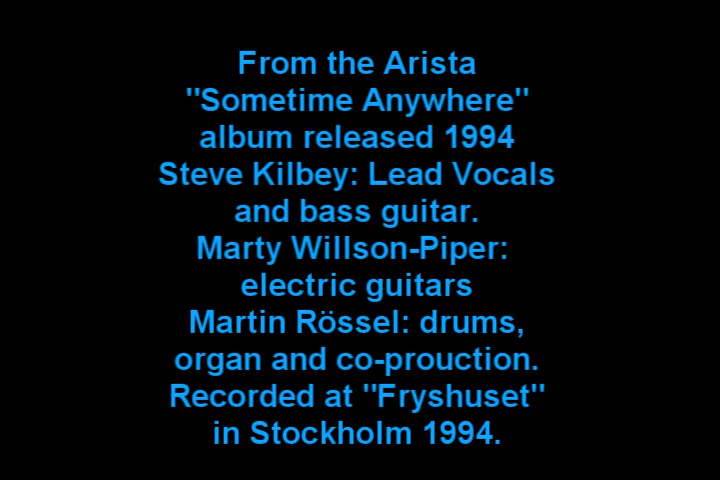 From the Arista
"Sometime Anywhere"
album released 1994
Steve Kilbey: Lead Vocals
and bass guitar.
Marty Willson-Piper:
electric guitars
Martin Rössel: drums,
organ and co-prouction.
Recorded at "Fryshuset"
in Stockholm 1994.